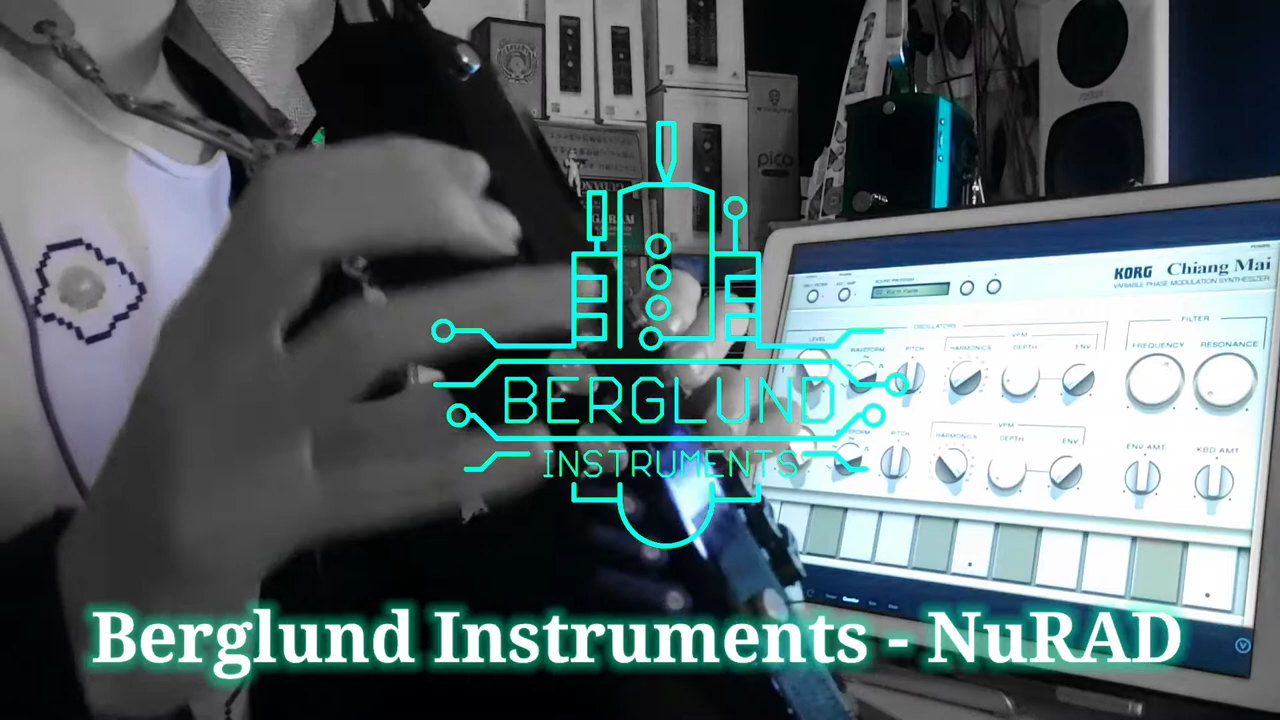 pico
KORG Chiang Mai
VARIABLE PHASE MODULATION SYNTHESIZER
OSCILLATORS
FILTER
LEVEL
VPM
WAVEFORM
PITCH
HARMONICS
DEPTH
ENV
FREQUENCY
RESONANCE
BERGLUND
INSTRUMENTS
VPM
PITCH
HARMONICS
DEPTH
ENV
ENV AMT
KBD AMT
Berglund Instruments - NuRAD